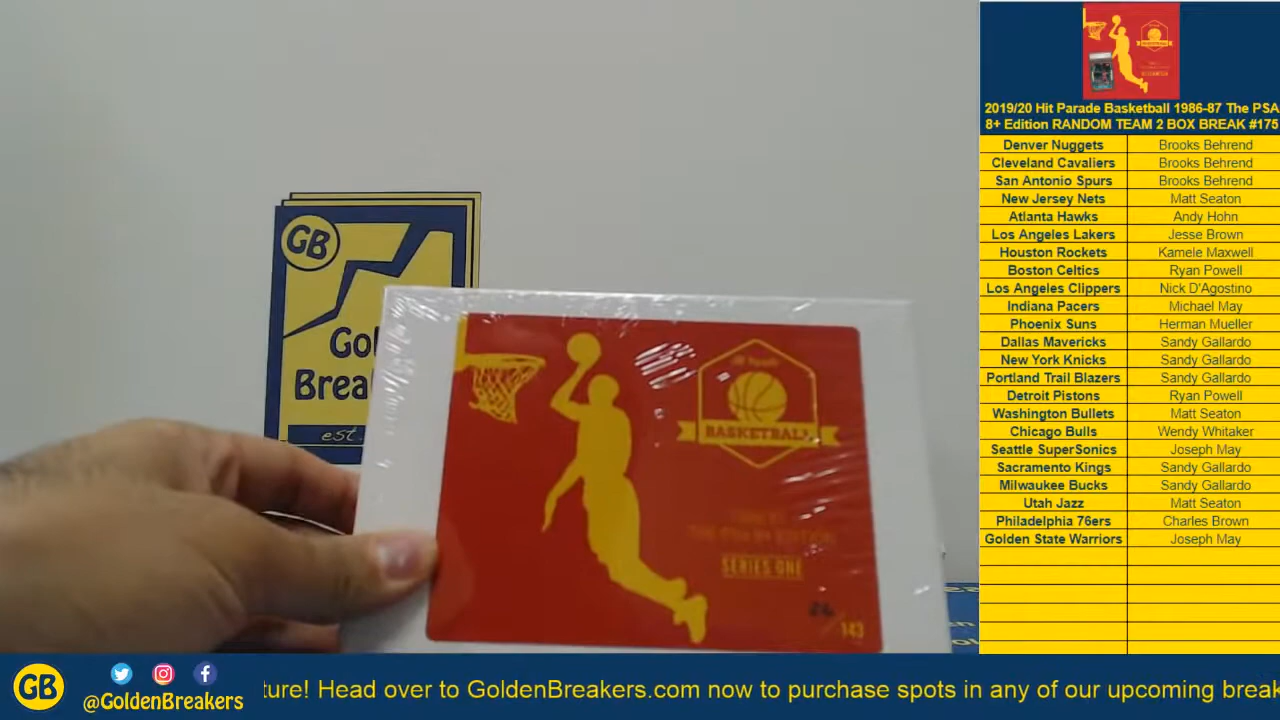 GB
Gol
Brea
est.
BASKETBALL
SERIES ONE
143
2019/20 Hit Parade Basketball 1986-87 The PSA
8+ Edition RANDOM TEAM 2 BOX BREAK #175
Denver Nuggets Brooks Behrend
Cleveland Cavaliers Brooks Behrend
San Antonio Spurs Brooks Behrend
New Jersey Nets Matt Seaton
Atlanta Hawks Andy Hohn
Los Angeles Lakers Jesse Brown
Houston Rockets Kamele Maxwell
Boston Celtics Ryan Powell
Los Angeles Clippers Nick D'Agostino
Indiana Pacers Michael May
Phoenix Suns Herman Mueller
Dallas Mavericks Sandy Gallardo
New York Knicks Sandy Gallardo
Portland Trail Blazers Sandy Gallardo
Detroit Pistons Ryan Powell
Washington Bullets Matt Seaton
Chicago Bulls Wendy Whitaker
Seattle SuperSonics Joseph May
Sacramento Kings Sandy Gallardo
Milwaukee Bucks Sandy Gallardo
Utah Jazz Matt Seaton
Philadelphia 76ers Charles Brown
Golden State Warriors Joseph May
GB
@GoldenBreakers
ture! Head over to GoldenBreakers.com now to purchase spots in any of our upcoming break